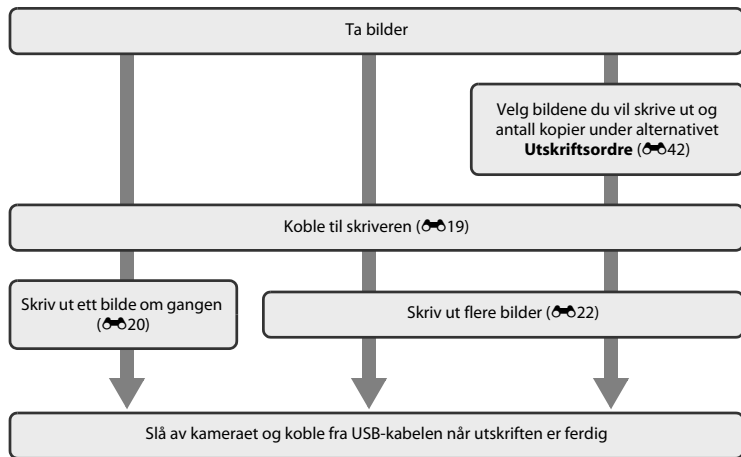 Ta bilder
Velg bildene du vil skrive ut og
antall kopier under alternativet
Utskriftsordre (42)
Koble til skriveren (19)
Skriv ut ett bilde om gangen
(20)
Skriv ut flere bilder (22)
Slå av kameraet og koble fra USB-kabelen når utskriften er ferdig